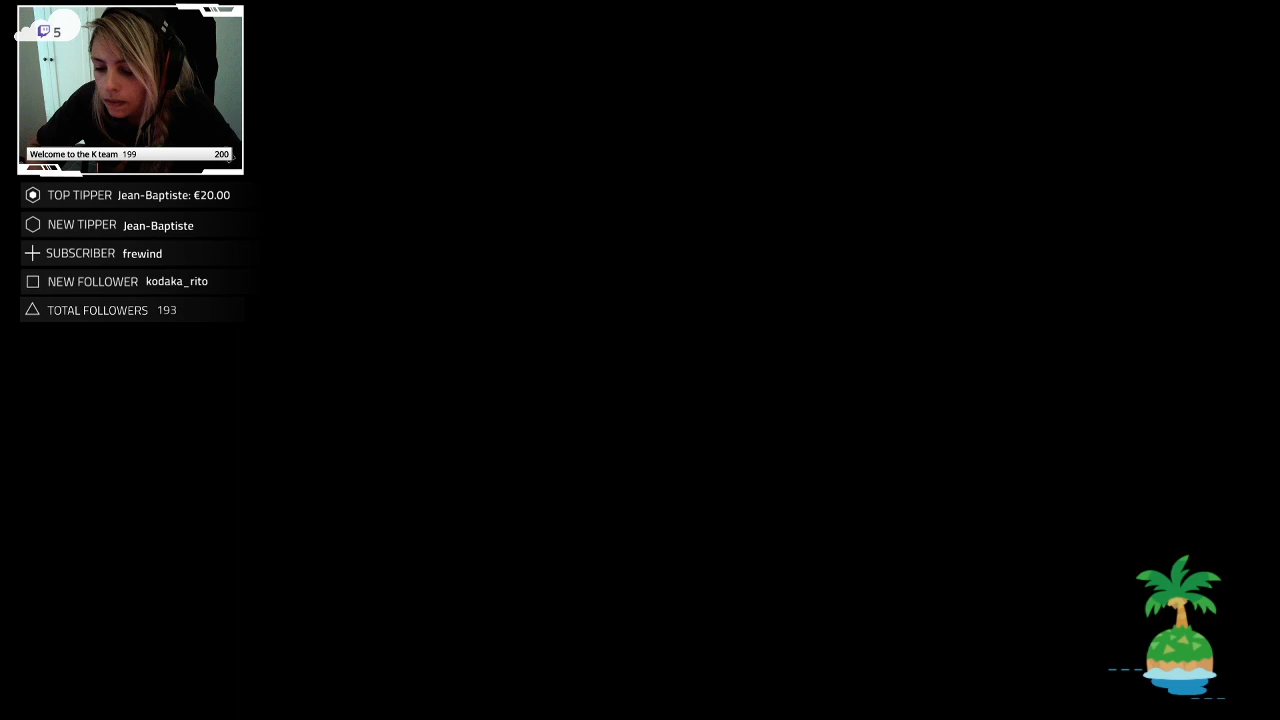 5
Welcome to the K team 199 200
TOP TIPPER Jean-Baptiste: €20.00
NEW TIPPER Jean-Baptiste
SUBSCRIBER frewind
NEW FOLLOWER kodaka_rito
TOTAL FOLLOWERS 193